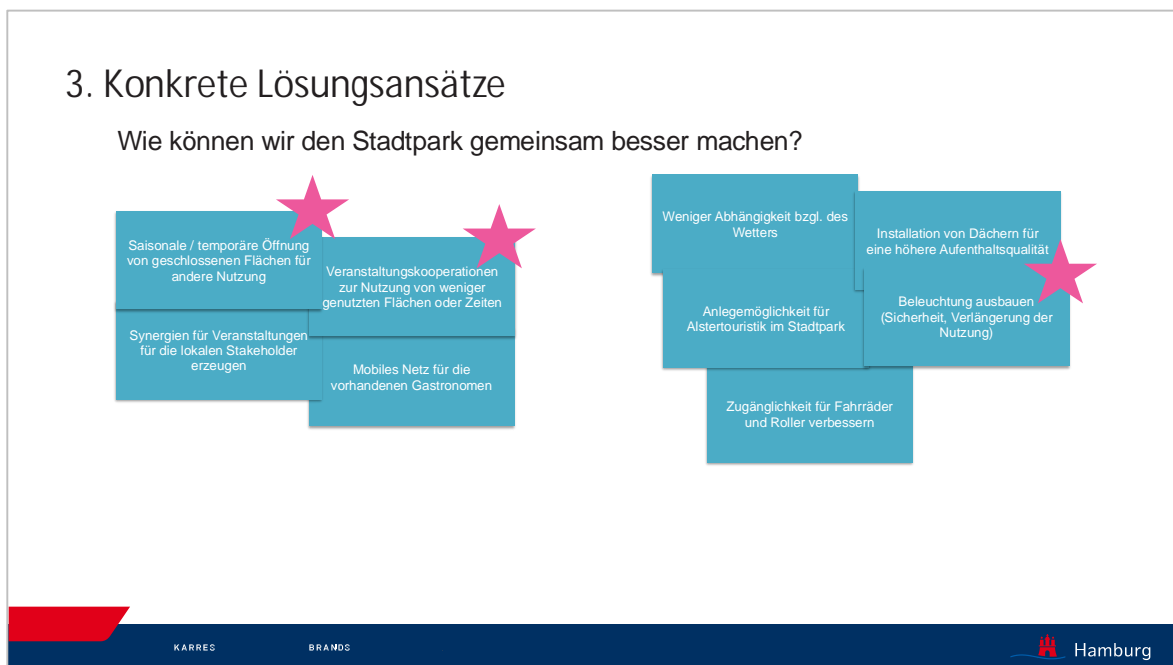 3. Konkrete Lösungsansätze
Wie können wir den Stadtpark gemeinsam besser machen?
Saisonale / temporäre Öffnung
von geschlossenen Flächen für
andere Nutzung
Veranstaltungskooperationen
zur Nutzung von weniger
genutzten Flächen oder Zeiten
Synergien für Veranstaltungen
für die lokalen Stakeholder
erzeugen
Mobiles Netz für die
vorhandenen Gastronomen
Weniger Abhängigkeit bzgl. des
Wetters
Installation von Dächern für
eine höhere Aufenthaltsqualität
Anlegemöglichkeit für
Alstertouristik im Stadtpark
Beleuchtung ausbauen
(Sicherheit, Verlängerung der
Nutzung)
Zugänglichkeit für Fahrräder
und Roller verbessern
KARRES BRANDS
Hamburg